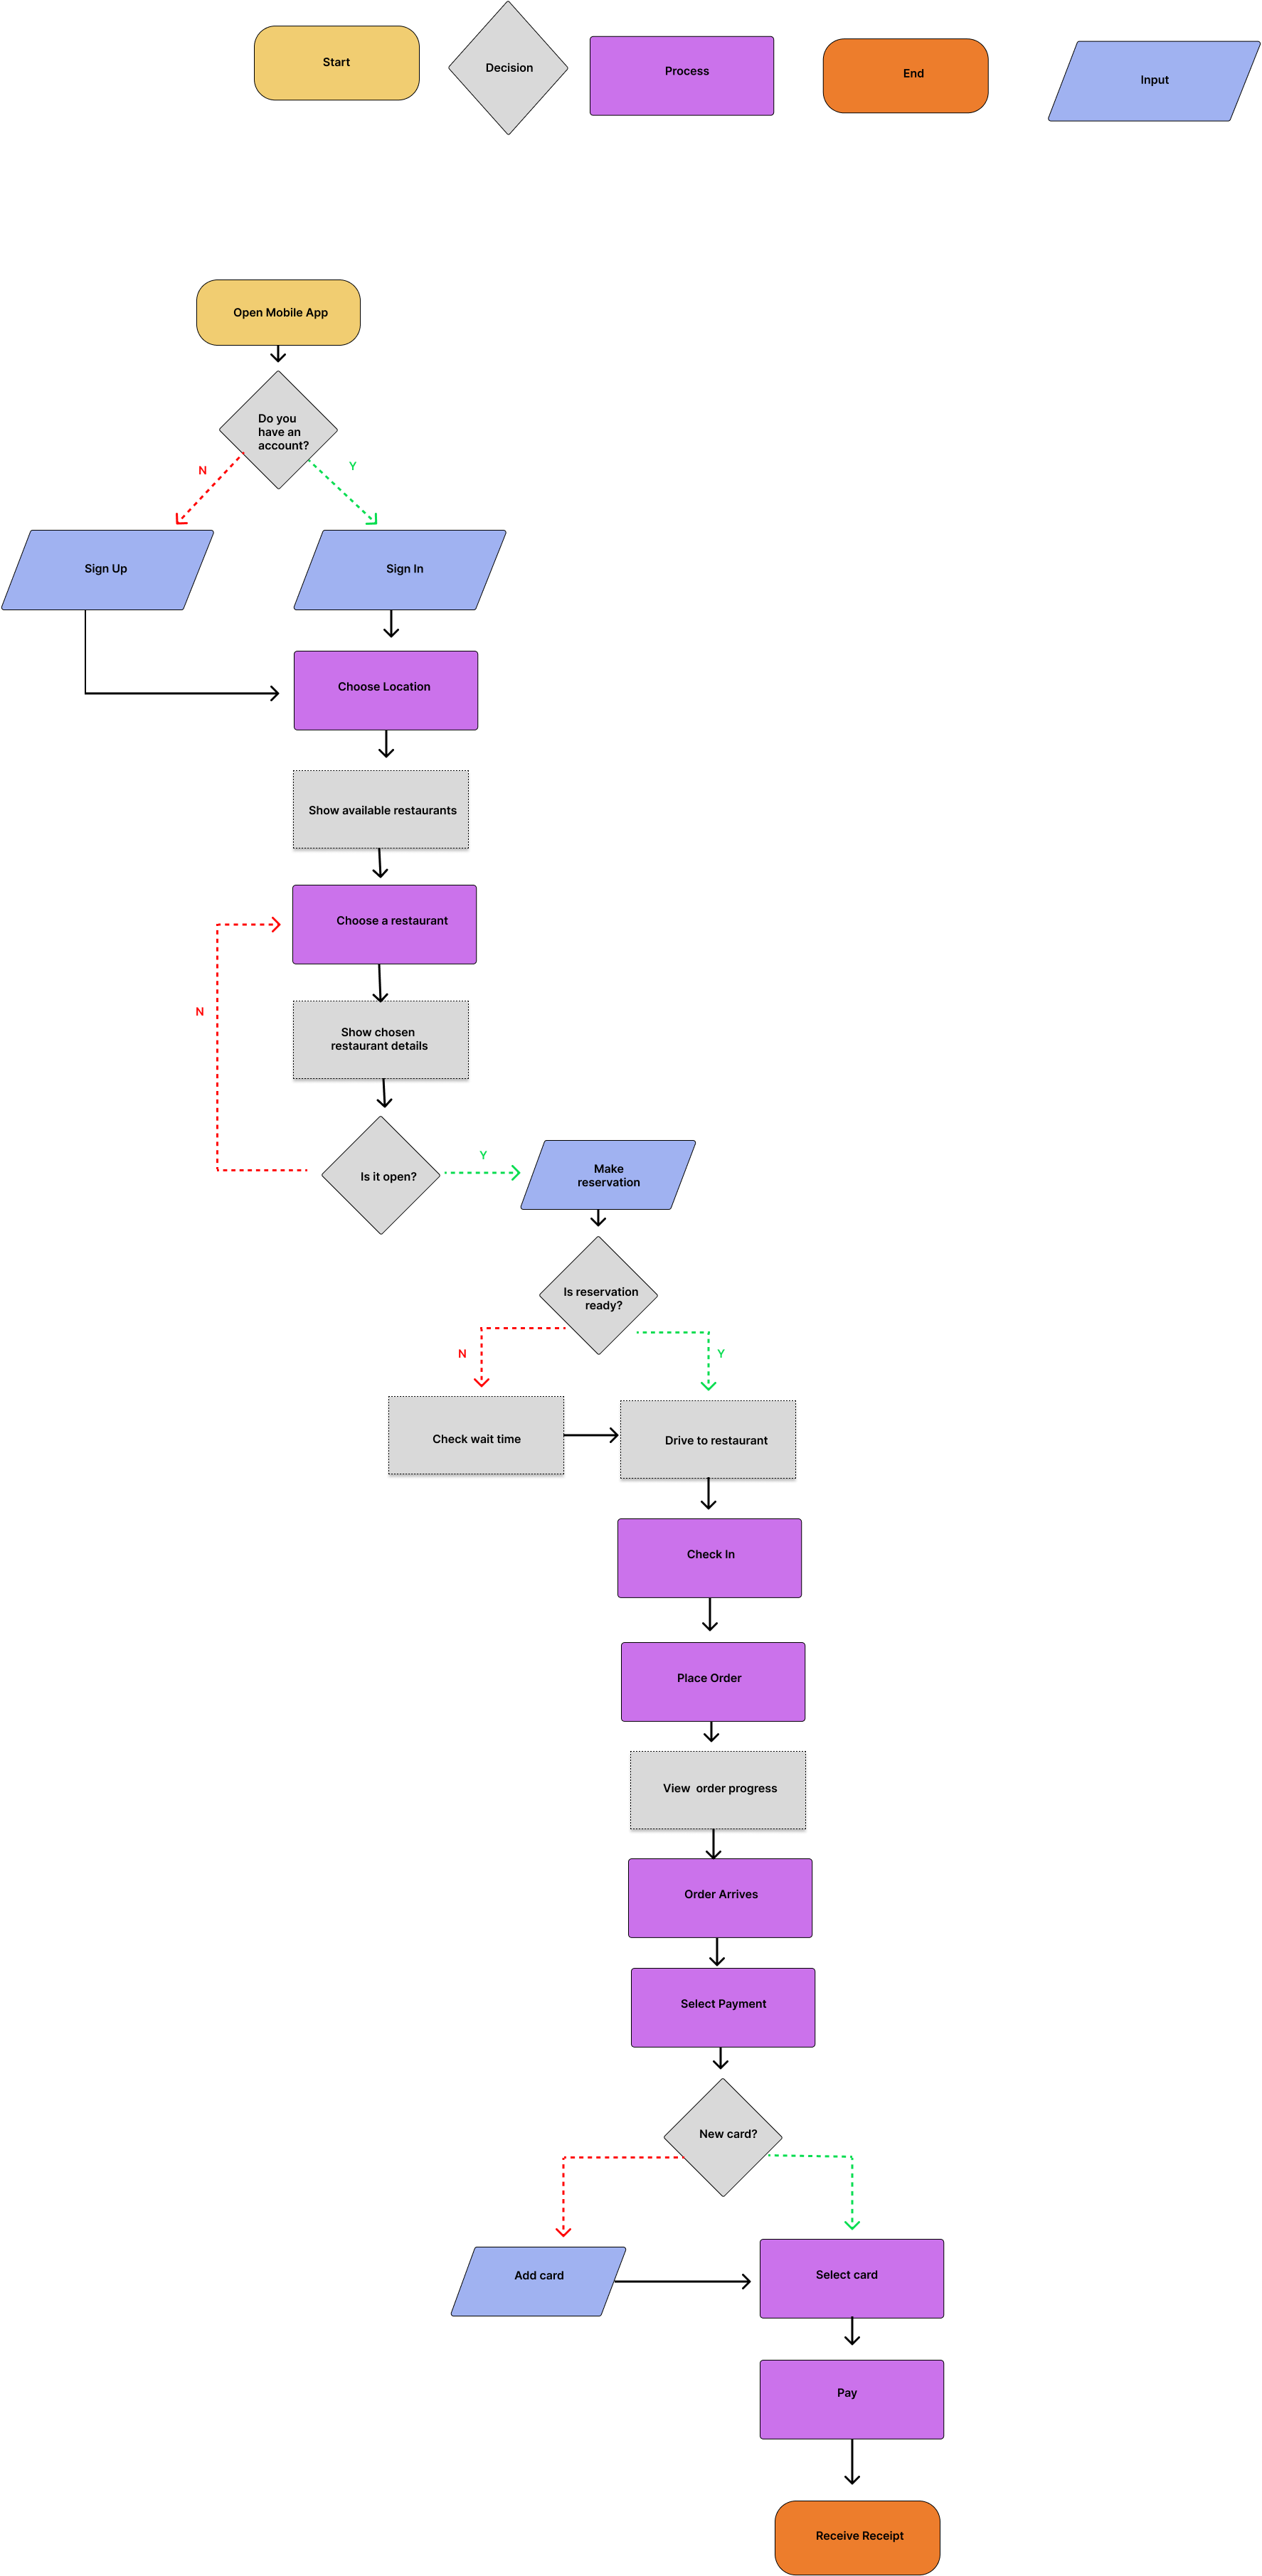 Start
Decision
Process
End
Input
Open Mobile App
Do you
have an
account?
N
Y
Sign Up
Sign In
Choose Location
Show available restaurants
Choose a restaurant
N
Show chosen
restaurant details
Is it open?
Y
Make
reservation
Is reservation
ready?
N
Y
Check wait time
Drive to restaurant
Check In
Place Order
View  order progress
Order Arrives
Select Payment
New card?
Add card
Select card
Pay
Receive Receipt